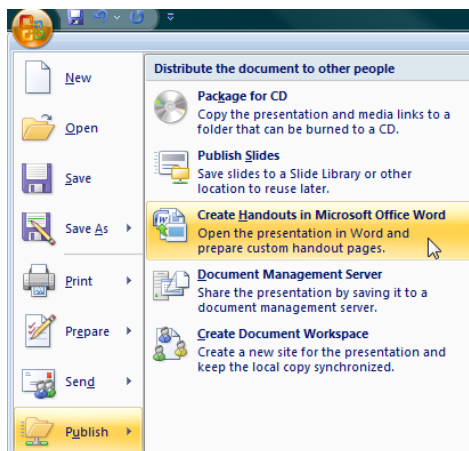 New
Open
Save
Save As
Print
Prepare
Send
Publish
Distribute the document to other people
Package for CD
Copy the presentation and media links to a
folder that can be burned to a CD.
Publish Slides
Save slides to a Slide Library or other
location to reuse later.
Create Handouts in Microsoft Office Word
Open the presentation in Word and
prepare custom handout pages.
Document Management Server
Share the presentation by saving it to a
document management server.
Create Document Workspace
Create a new site for the presentation and
keep the local copy synchronized.